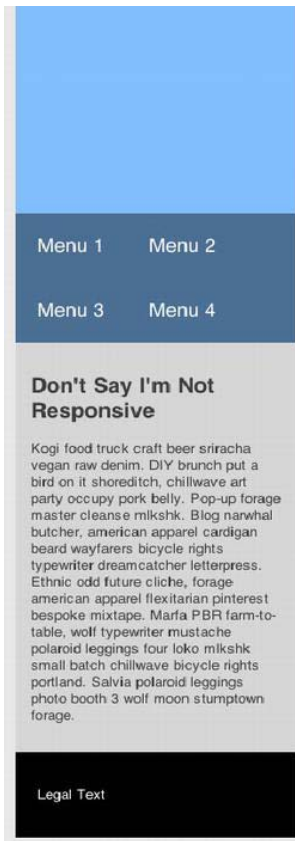 Menu 1 Menu 2
Menu 3 Menu 4
Don't Say I'm Not
Responsive
Kogi food truck craft beer sriracha
vegan raw denim. DIY brunch put a
bird on it shoreditch, chillwave art
party occupy pork belly. Pop-up forage
master cleanse mlkshk. Blog narwhal
butcher, american apparel cardigan
beard wayfarers bicycle rights
typewriter dreamcatcher letterpress.
Ethnic odd future cliche, forage
american apparel flexitarian pinterest
bespoke mixtape. Marfa PBR farm-to-
table, wolf typewriter mustache
polaroid leggings four loko mlkshk
small batch chillwave bicycle rights
portland. Salvia polaroid leggings
photo booth 3 wolf moon stumptown
forage.
Legal Text